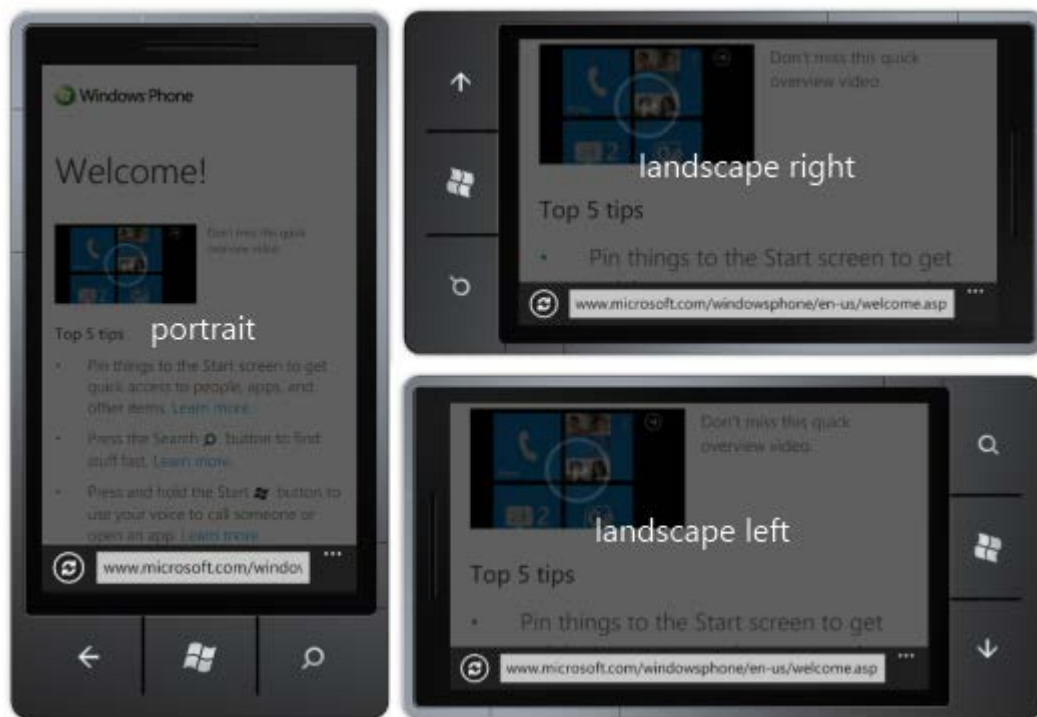 Windows Phone
Welcome!
Don't miss this quick
overview video.
Top 5 tips
portrait
Pin things to the Start screen to get
quick access to people, apps, and
other items. Learn more.
Press the Search button to find
stuff fast. Learn more.
Press and hold the Start button to
use your voice to call someone or
open an app. Learn more
www.microsoft.com/window
Don't miss this quick
overview video.
landscape right
Top 5 tips
Pin things to the Start screen to get
www.microsoft.com/windowsphone/en-us/welcome.asp
Don't miss this quick
overview video.
2
landscape left
Top 5 tips
Pin things to the Start screen to get
www.microsoft.com/windowsphone/en-us/welcome.asp